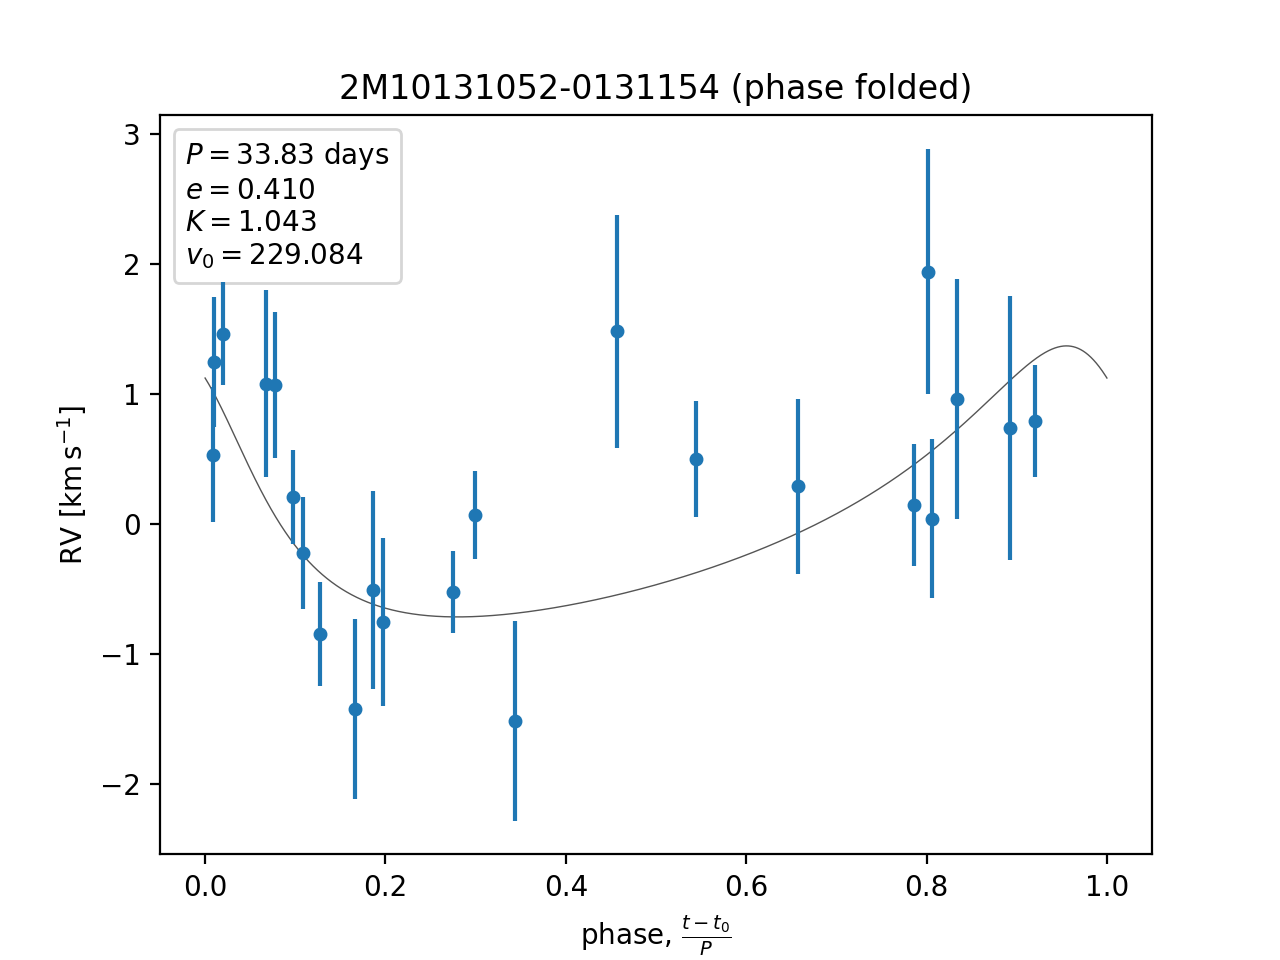 2M10131052-0131154 (phase folded)
P = 33.83 days
e = 0.410
K = 1.043
v₀ = 229.084
3
2
1
0
−1
−2
RV [km s⁻¹]
0.0 0.2 0.4 0.6 0.8 1.0
phase, (t − t₀)/P